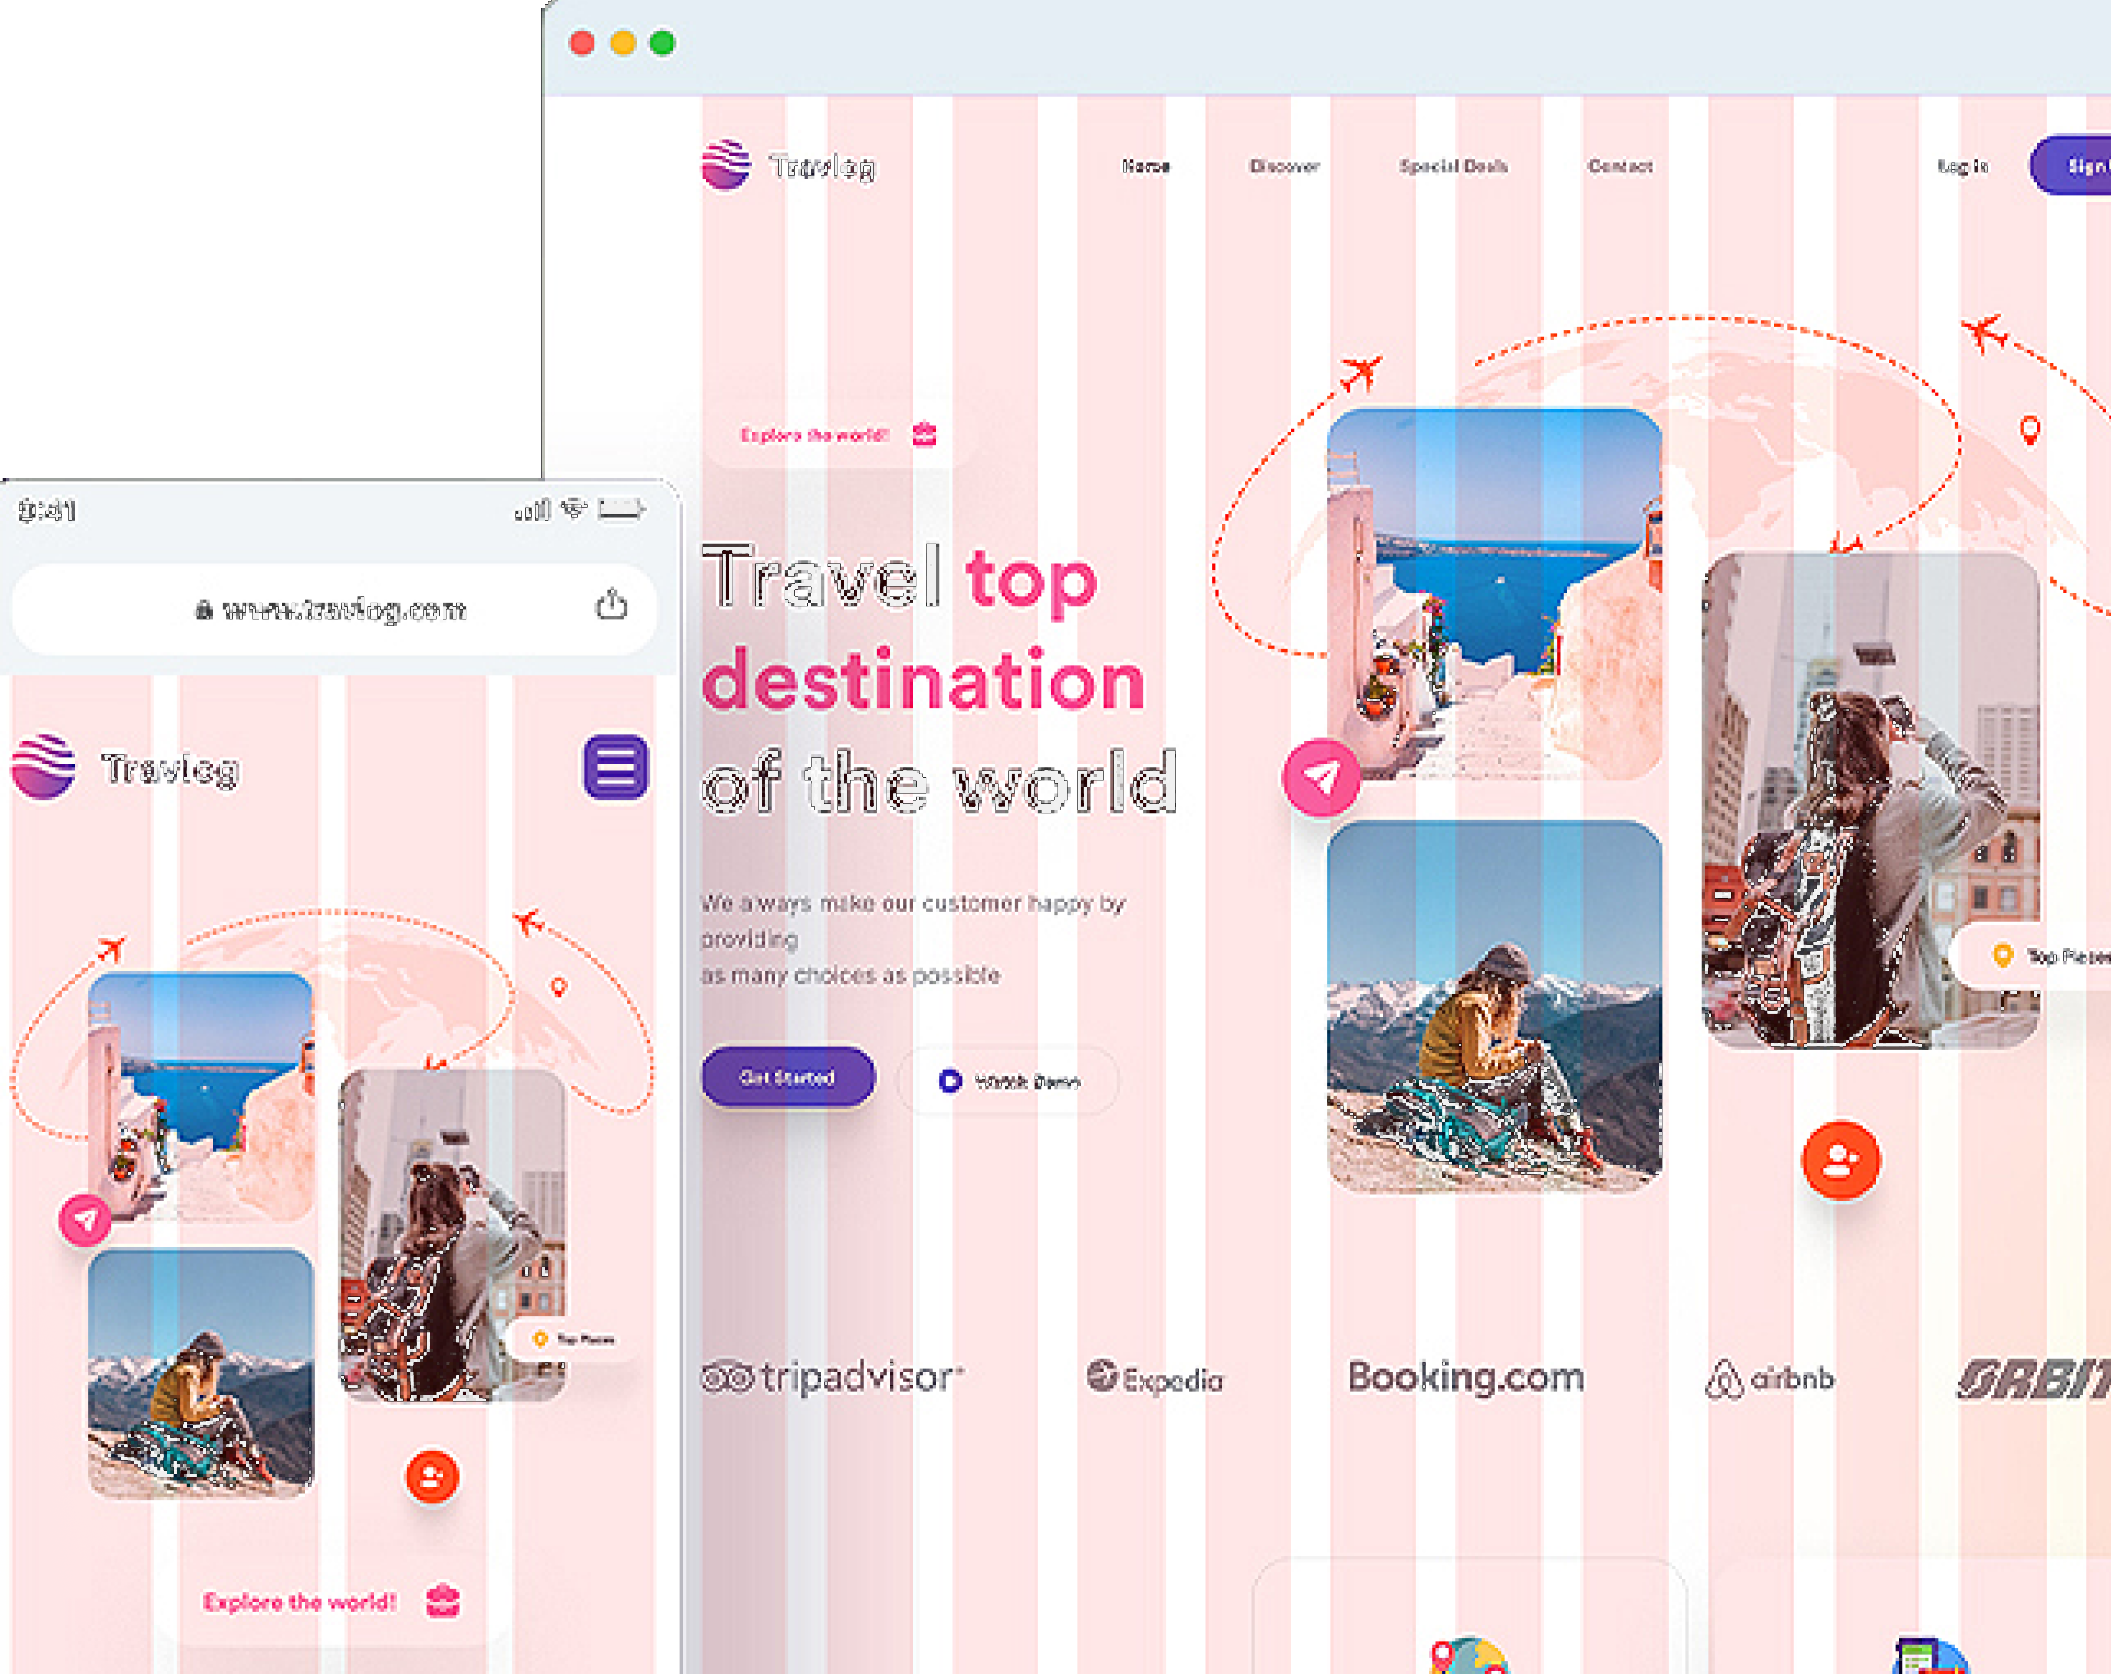 Travlog
Home
Discover
Special Deals
Contact
Log In
Sign
Explore the world!
Travel top
destination
of the world
We always make our customer happy by
providing
as many choices as possible
Get Started
Watch Demo
Top Places
tripadvisor
Expedia
Booking.com
airbnb
ORBIT
9:41
www.travlog.com
Travlog
Top Places
Explore the world!